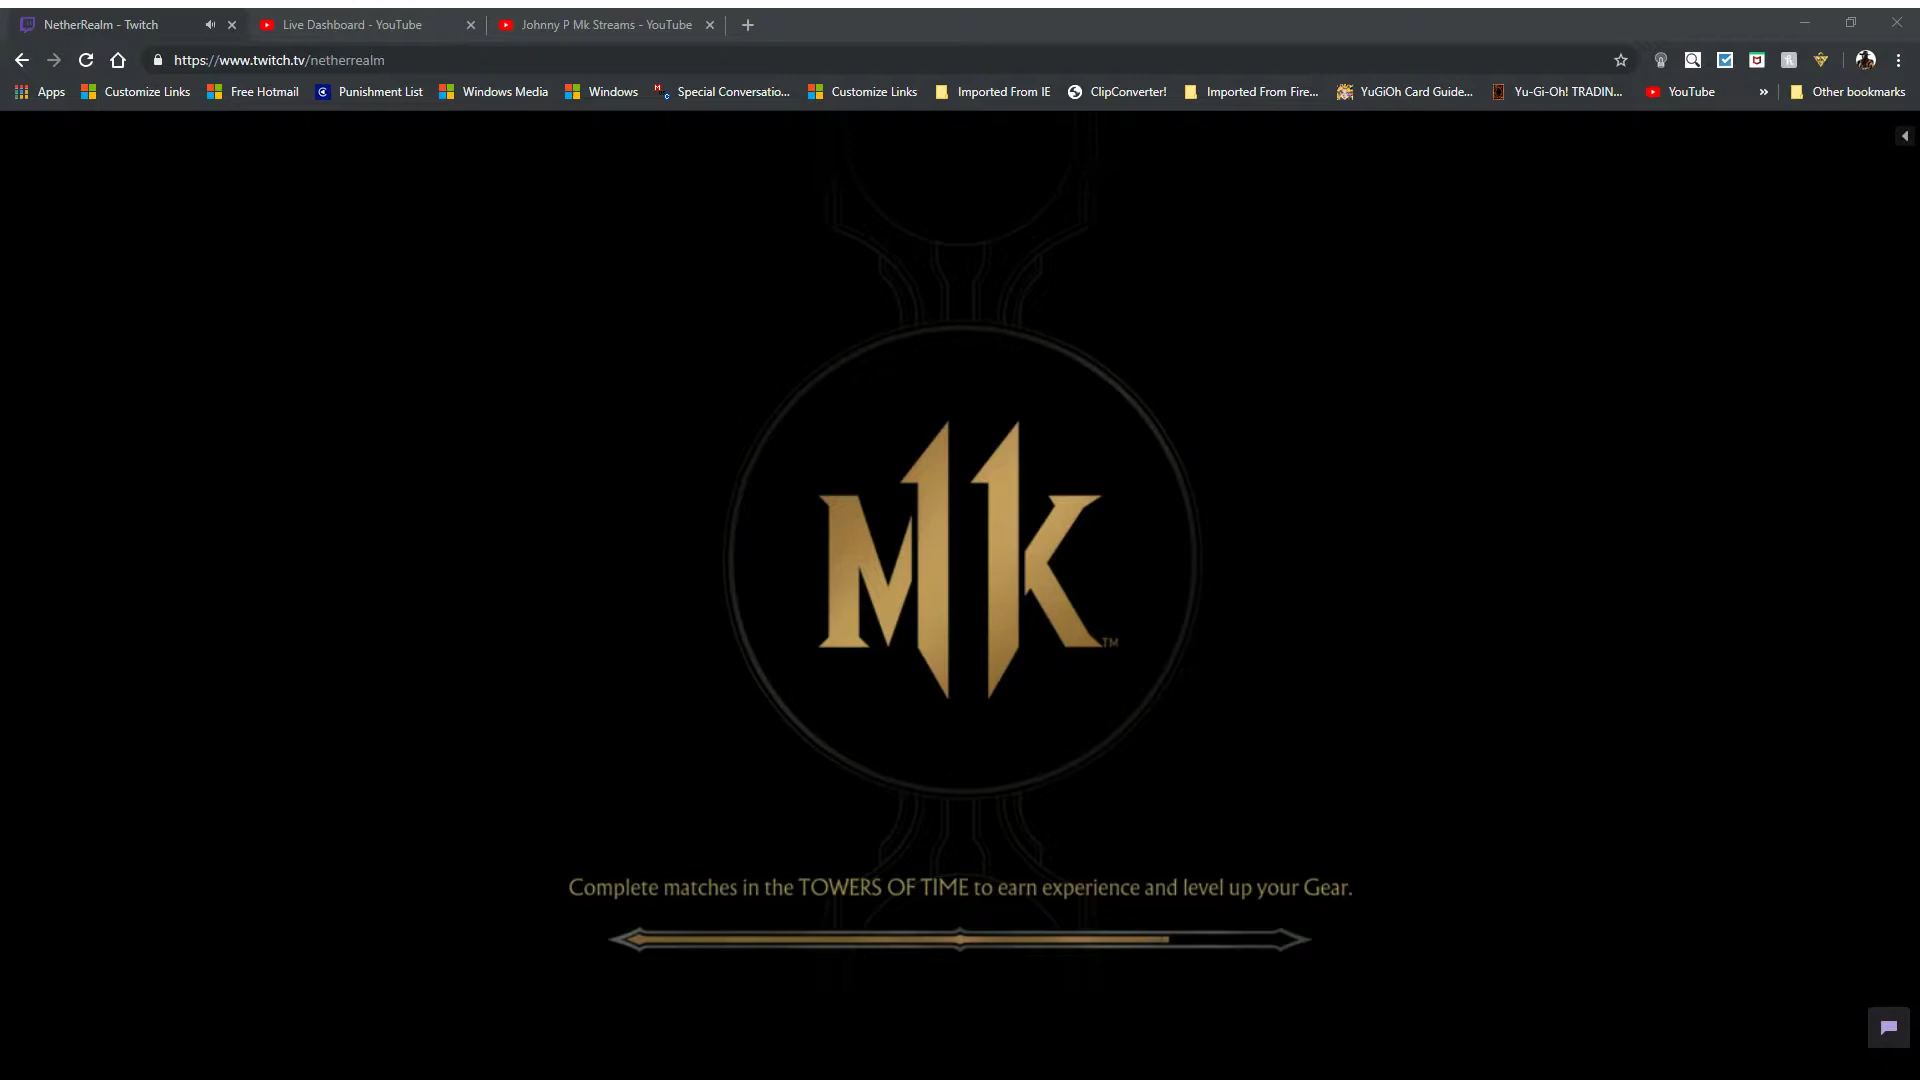 NetherRealm - Twitch
Live Dashboard - YouTube
Johnny P Mk Streams - YouTube
https://www.twitch.tv/netherrealm
Apps
Customize Links
Free Hotmail
Punishment List
Windows Media
Windows
Special Conversatio...
Customize Links
Imported From IE
ClipConverter!
Imported From Fire...
YuGiOh Card Guide...
Yu-Gi-Oh! TRADIN...
YouTube
»
Other bookmarks
M11K™
Complete matches in the TOWERS OF TIME to earn experience and level up your Gear.